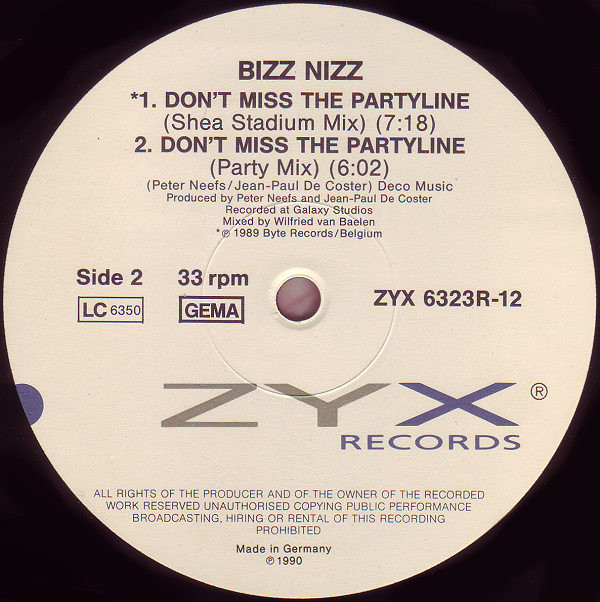 BIZZ NIZZ
*1. DON'T MISS THE PARTYLINE
(Shea Stadium Mix) (7:18)
2. DON'T MISS THE PARTYLINE
(Party Mix) (6:02)
(Peter Neefs/Jean-Paul De Coster) Deco Music
Produced by Peter Neefs and Jean-Paul De Coster
Recorded at Galaxy Studios
Mixed by Wilfried van Baelen
*℗ 1989 Byte Records/Belgium
Side 2 33 rpm
ZYX 6323R-12
LC 6350 GEMA
ZYX ®
RECORDS
ALL RIGHTS OF THE PRODUCER AND OF THE OWNER OF THE RECORDED
WORK RESERVED UNAUTHORISED COPYING PUBLIC PERFORMANCE
BROADCASTING, HIRING OR RENTAL OF THIS RECORDING
PROHIBITED
Made in Germany
℗ 1990